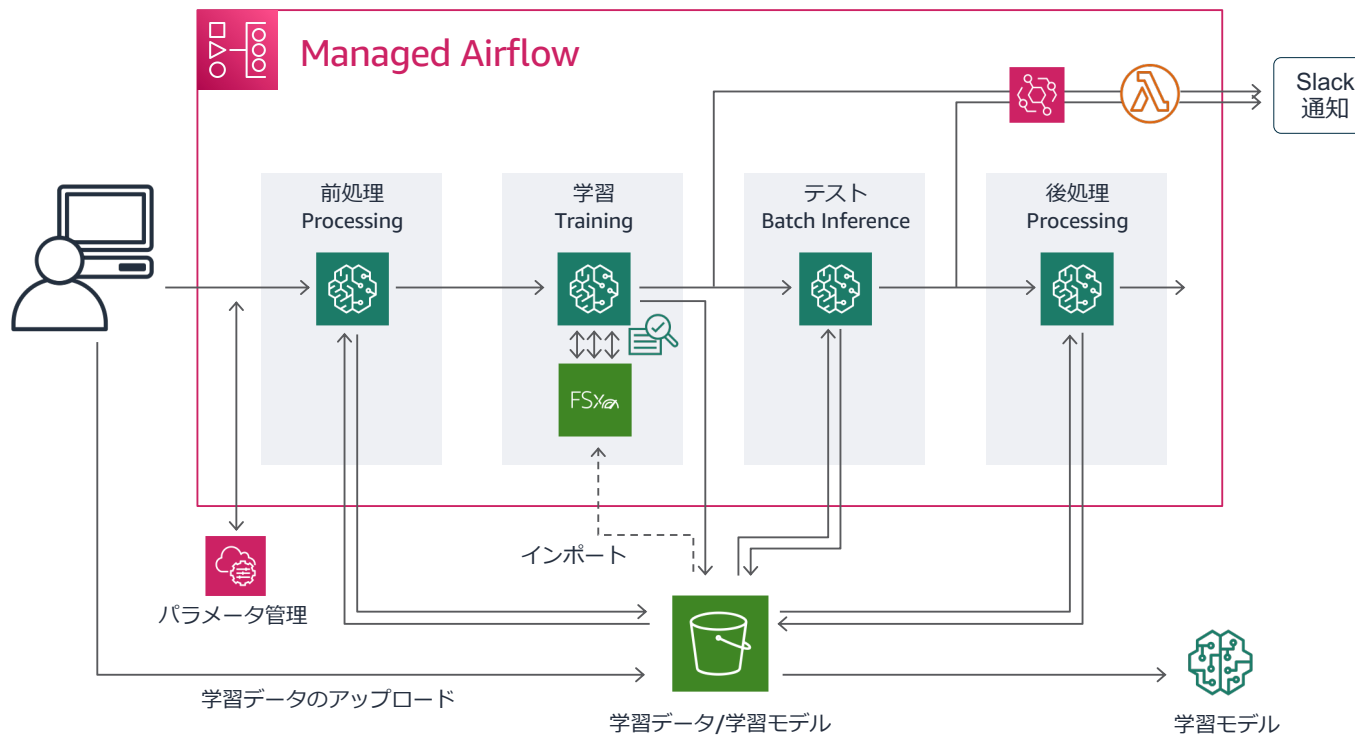 Managed Airflow
Slack
通知
前処理
Processing
学習
Training
テスト
Batch Inference
後処理
Processing
FSx
インポート
パラメータ管理
学習データのアップロード
学習データ/学習モデル
学習モデル